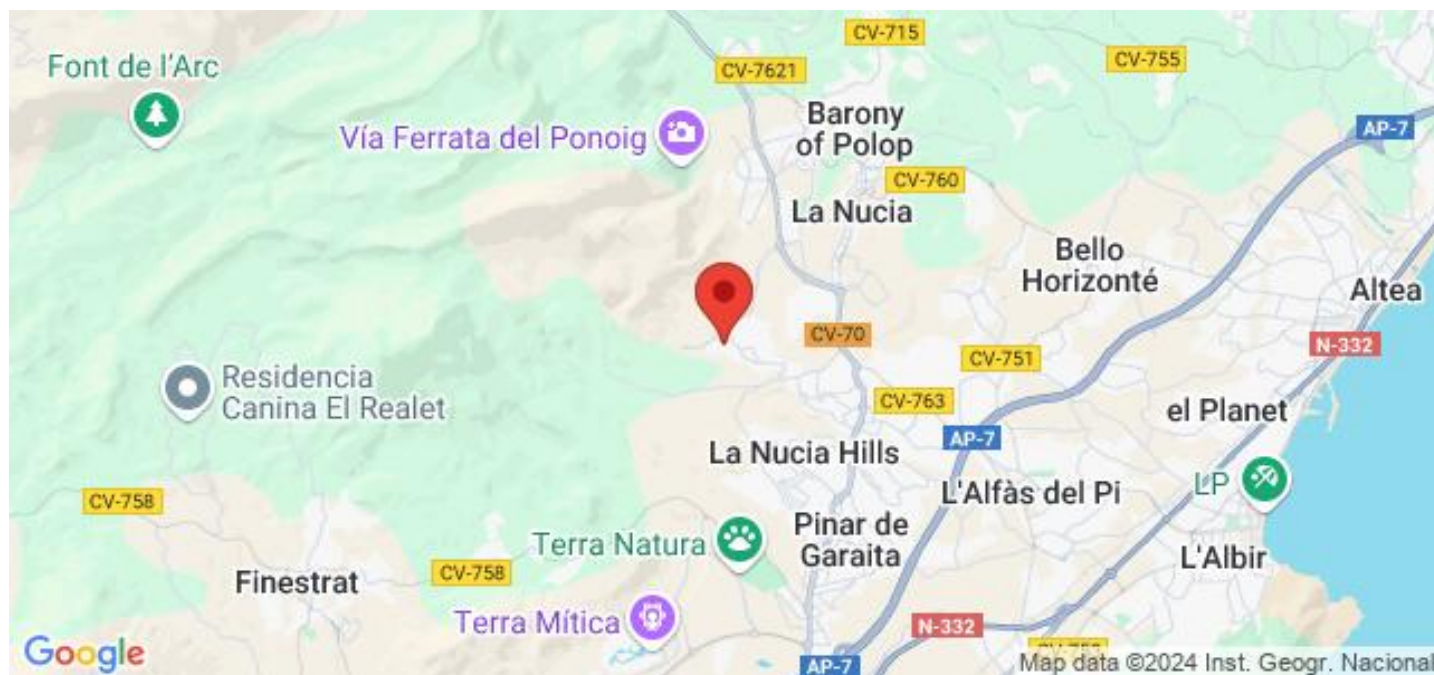 CV-715
Font de l'Arc
CV-7621
CV-755
Barony
of Polop
AP-7
Vía Ferrata del Ponoig
CV-760
La Nucia
Bello
Horizonté
Altea
CV-70
N-332
CV-751
Residencia
Canina El Realet
CV-763
el Planet
AP-7
La Nucia Hills
LP
CV-758
L'Alfàs del Pi
Terra Natura
Pinar de
Garaita
L'Albir
Finestrat
CV-758
Terra Mítica
N-332
Google
AP-7
Map data ©2024 Inst. Geogr. Nacional